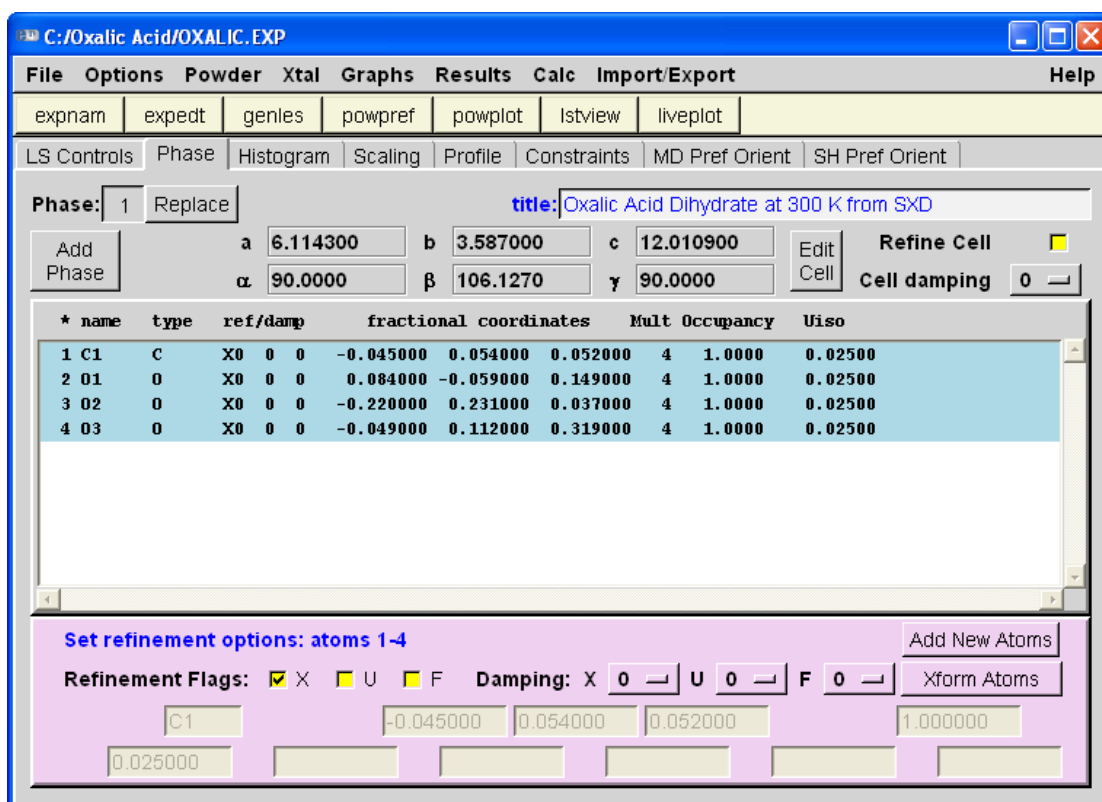 C:/Oxalic Acid/OXALIC.EXP
File Options Powder Xtal Graphs Results Calc Import/Export Help
expnam expedt genles powpref powplot lstview liveplot
LS Controls Phase Histogram Scaling Profile Constraints MD Pref Orient SH Pref Orient
Phase: 1 Replace title: Oxalic Acid Dihydrate at 300 K from SXD
Add Phase a 6.114300 b 3.587000 c 12.010900 Edit Cell Refine Cell
α 90.0000 β 106.1270 γ 90.0000 Cell damping 0
* name type ref/damp fractional coordinates Mult Occupancy Uiso
1 C1 C X0 0 0 -0.045000 0.054000 0.052000 4 1.0000 0.02500
2 O1 O X0 0 0 0.084000 -0.059000 0.149000 4 1.0000 0.02500
3 O2 O X0 0 0 -0.220000 0.231000 0.037000 4 1.0000 0.02500
4 O3 O X0 0 0 -0.049000 0.112000 0.319000 4 1.0000 0.02500
Set refinement options: atoms 1-4 Add New Atoms
Refinement Flags: X U F Damping: X 0 U 0 F 0 Xform Atoms
C1 -0.045000 0.054000 0.052000 1.000000
0.025000